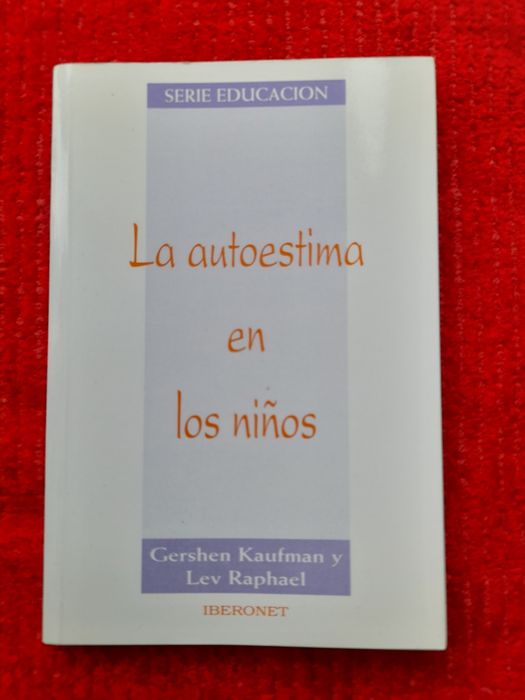 SERIE EDUCACION
La autoestima
en
los niños
Gershen Kaufman y
Lev Raphael
IBERONET